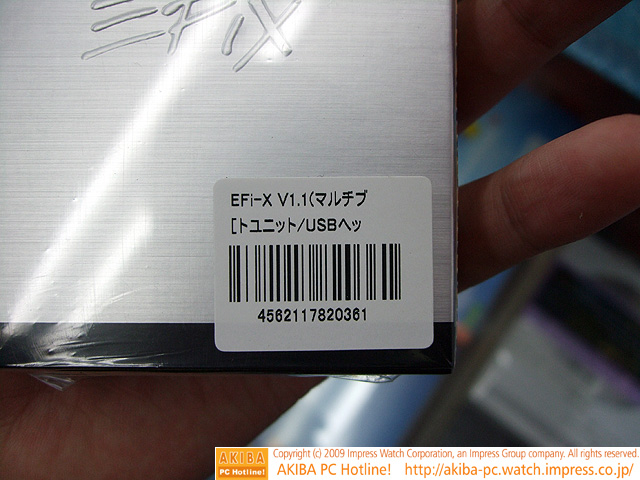 EFiX
EFi-X V1.1(マルチブ
[トユニット/USBヘッ
4562117820361
AKIBA
PC Hotline!
Copyright (c) 2009 Impress Watch Corporation, an Impress Group company. All rights reserved.
AKIBA PC Hotline! http://akiba-pc.watch.impress.co.jp/